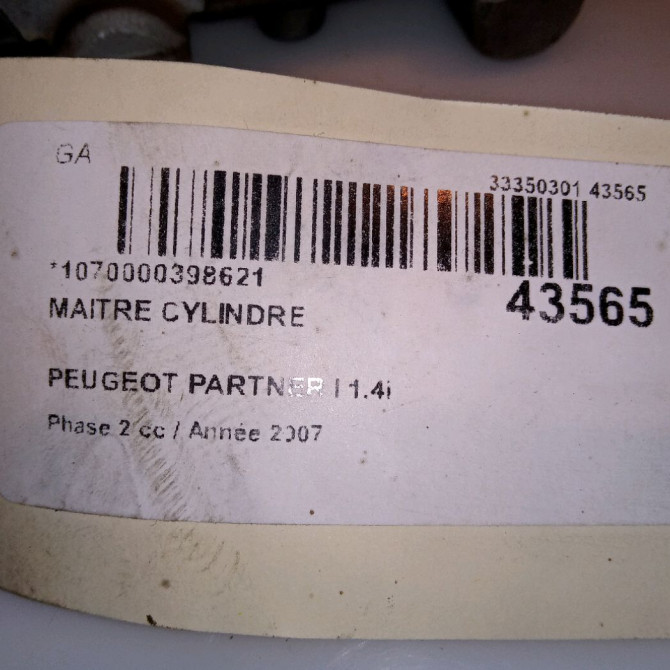 GA
33350301 43565
*1070000398621
43565
MAITRE CYLINDRE
PEUGEOT PARTNER I 1.4i
Phase 2 cc / Année 2007